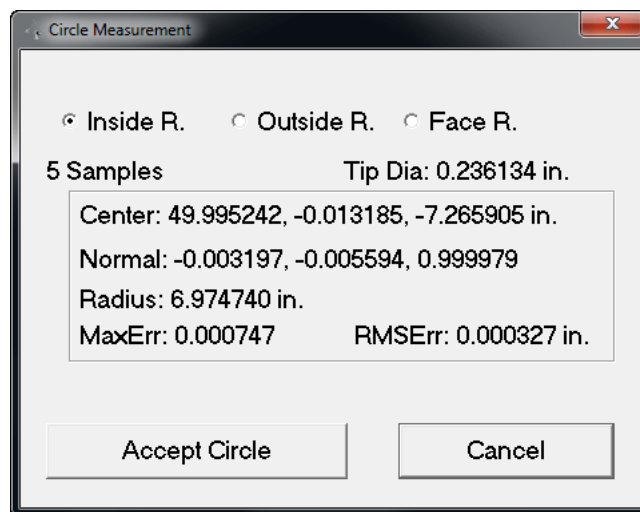 Circle Measurement
Inside R. Outside R. Face R.
5 Samples Tip Dia: 0.236134 in.
Center: 49.995242, -0.013185, -7.265905 in.
Normal: -0.003197, -0.005594, 0.999979
Radius: 6.974740 in.
MaxErr: 0.000747 RMSErr: 0.000327 in.
Accept Circle Cancel